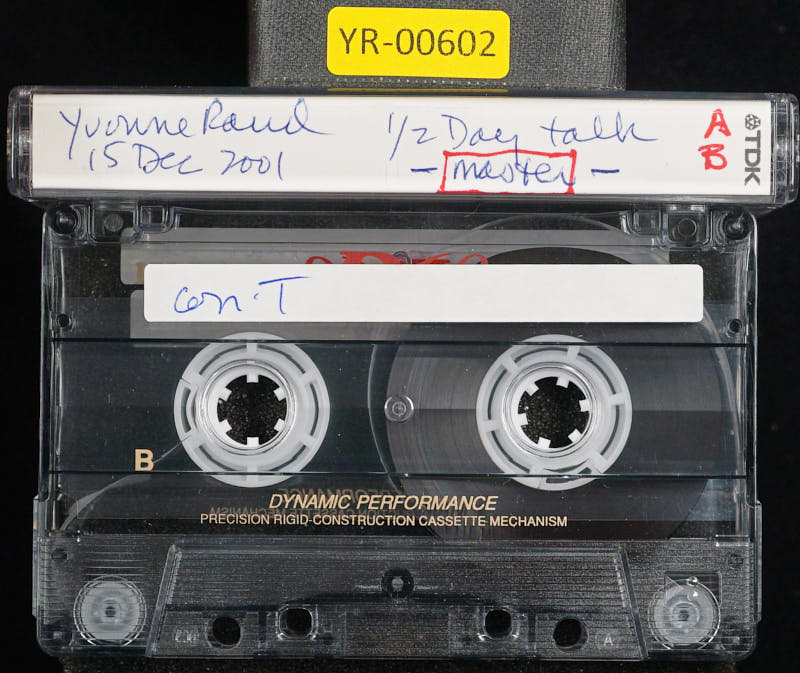 YR-00602
Yvonne Rand 1/2 Day talk A
15 Dec 2001 - master - B
TDK
con.T
B
DYNAMIC PERFORMANCE
PRECISION RIGID-CONSTRUCTION CASSETTE MECHANISM
A